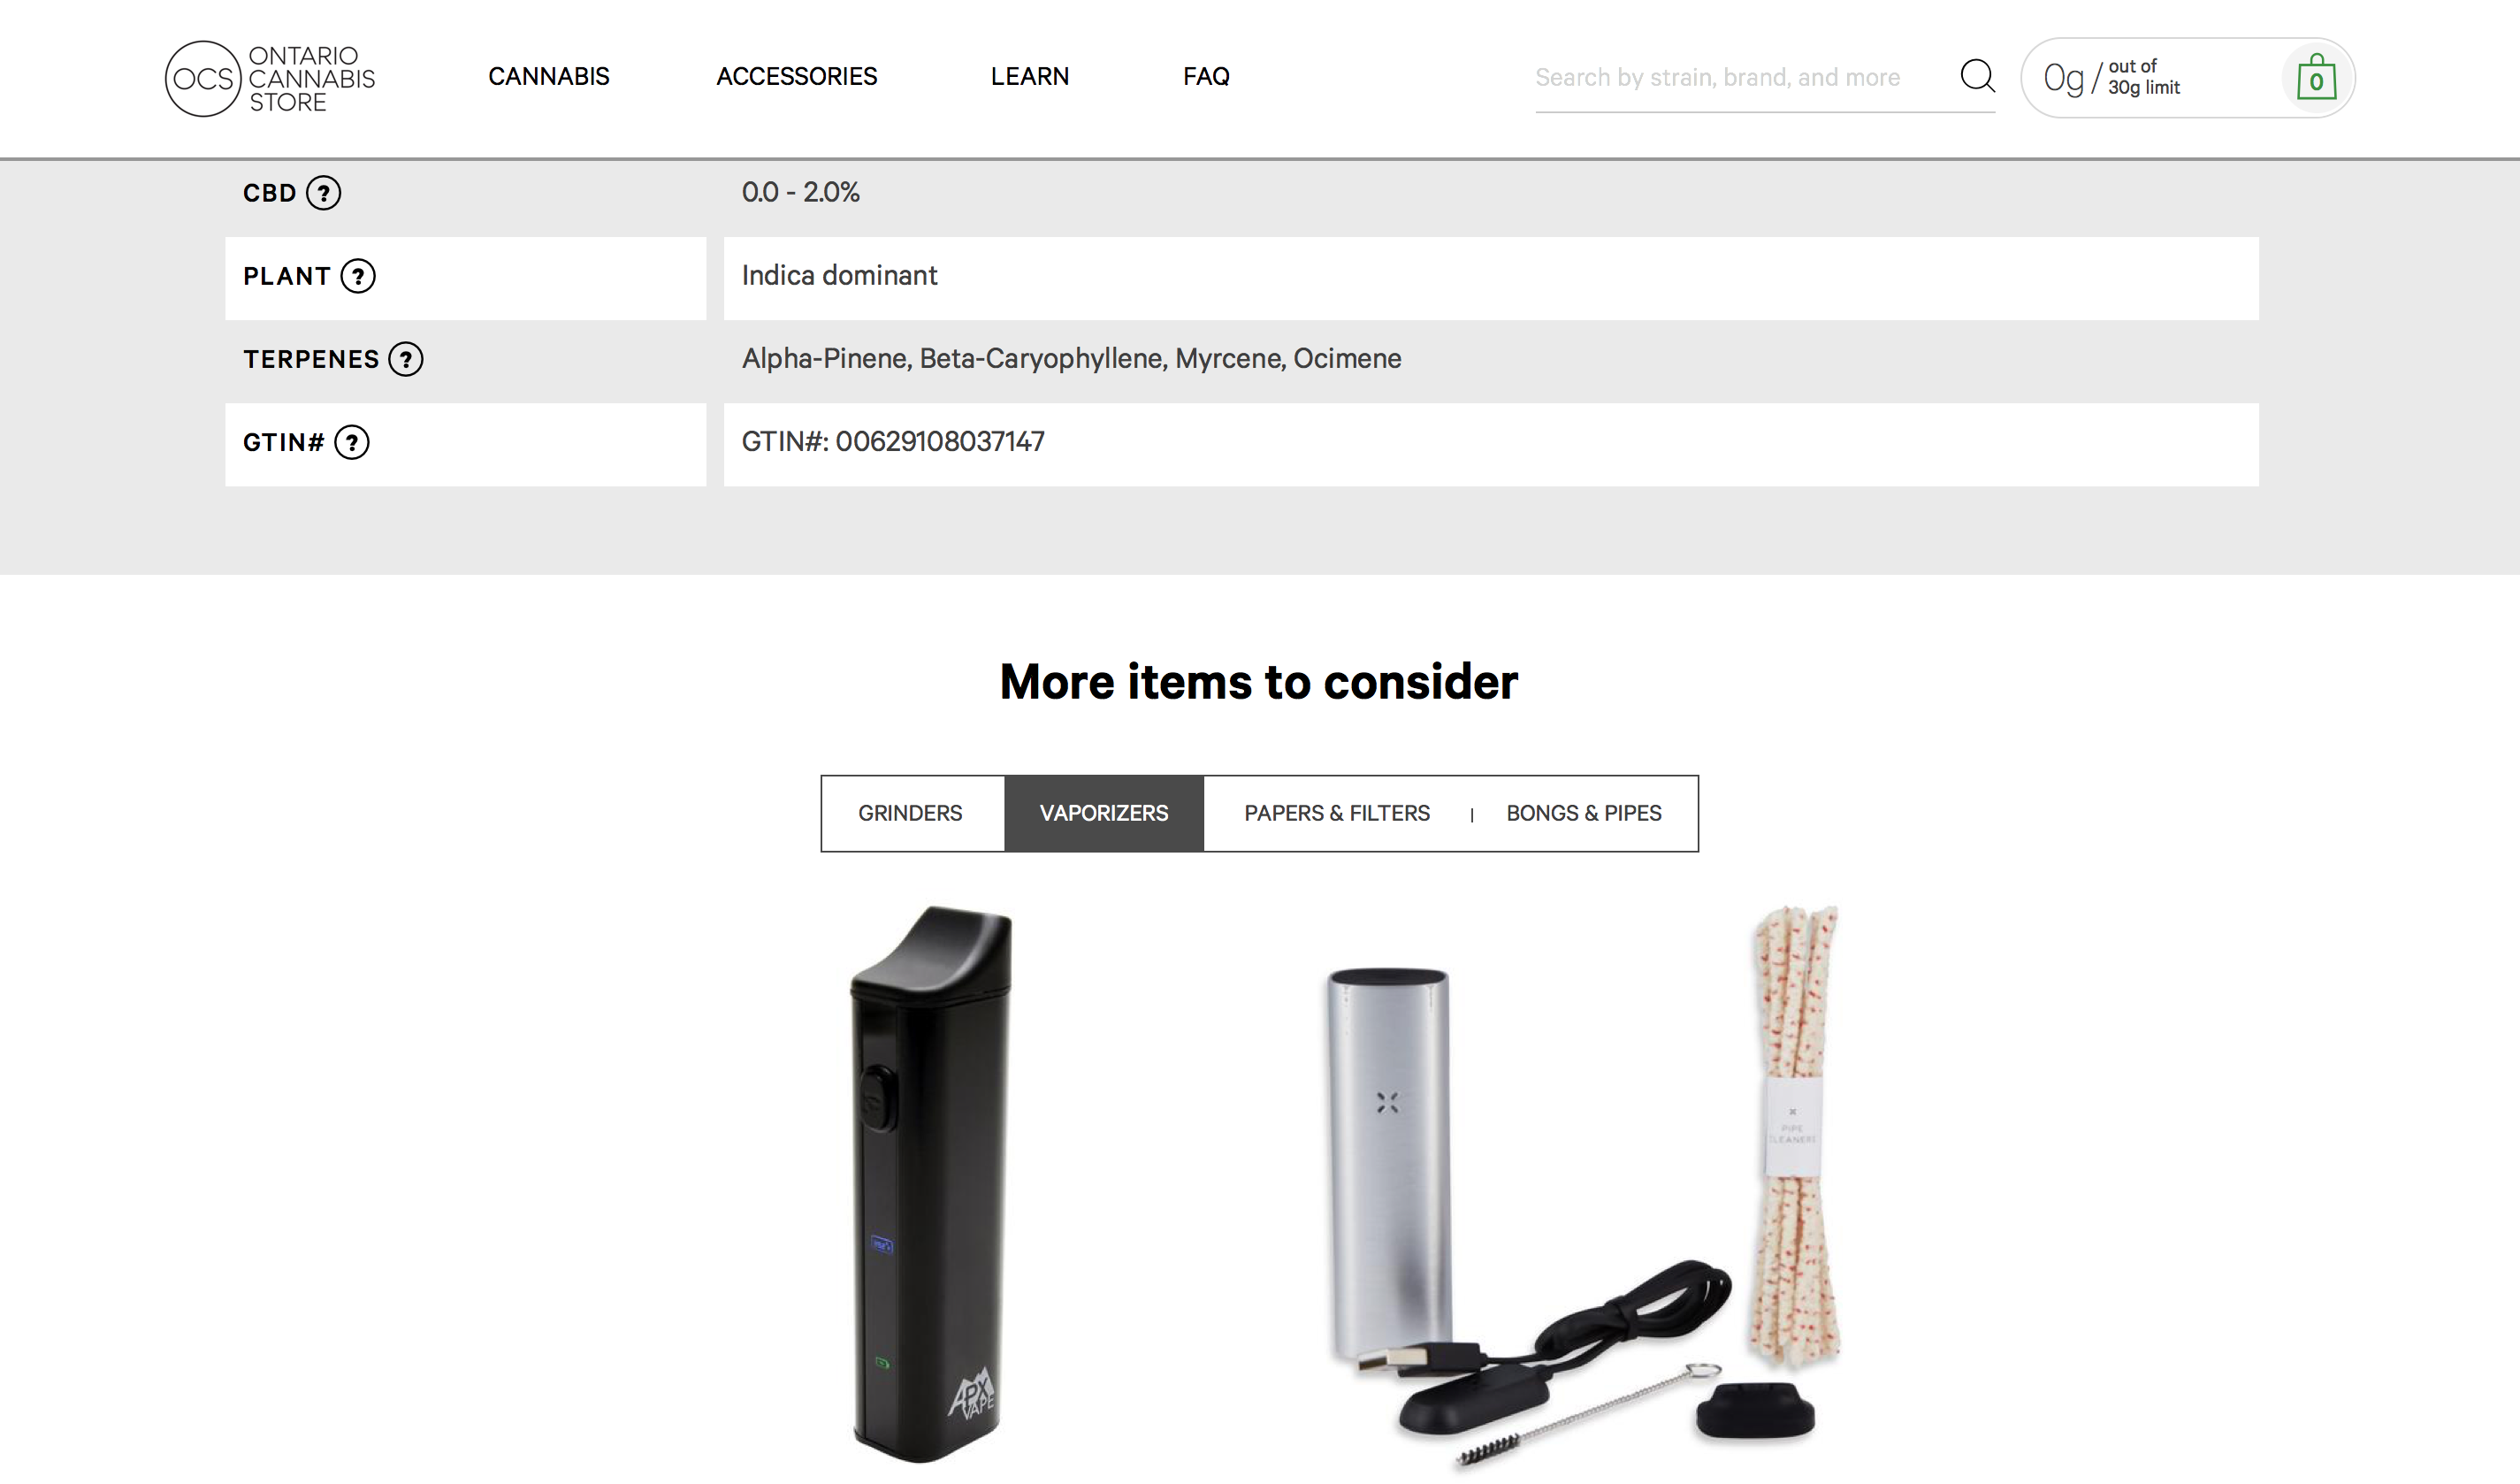 OCS
ONTARIO
CANNABIS
STORE
CANNABIS
ACCESSORIES
LEARN
FAQ
Search by strain, brand, and more
0g / out of
30g limit
0
CBD ?
0.0 - 2.0%
PLANT ?
Indica dominant
TERPENES ?
Alpha-Pinene, Beta-Caryophyllene, Myrcene, Ocimene
GTIN# ?
GTIN#: 00629108037147
More items to consider
GRINDERS
VAPORIZERS
PAPERS & FILTERS
BONGS & PIPES
APX
VAPE
PIPE
CLEANERS